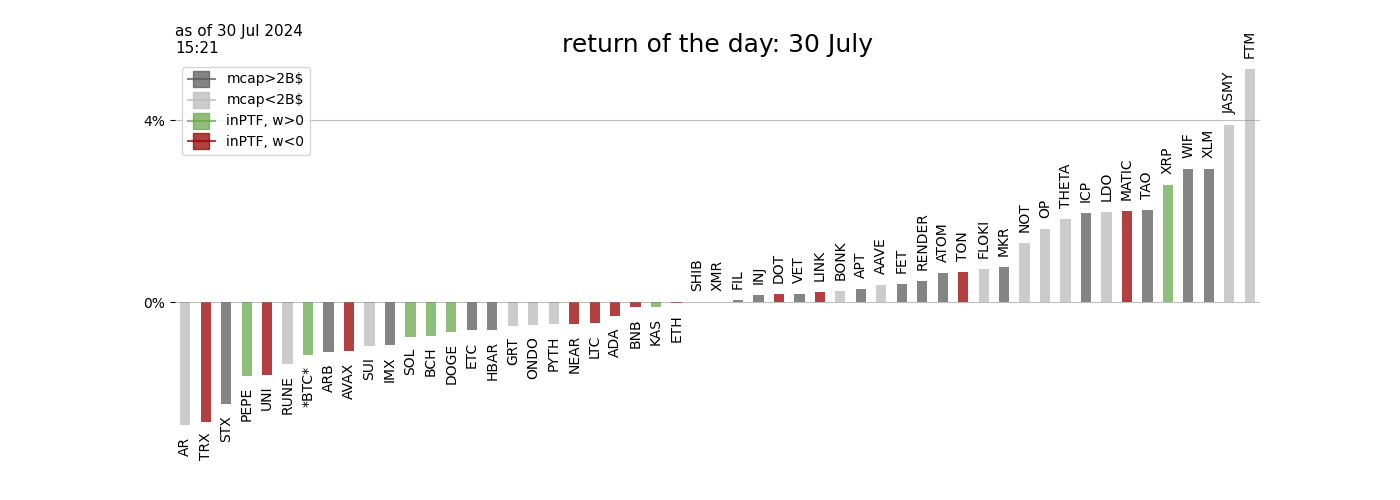 as of 30 Jul 2024
15:21
return of the day: 30 July
mcap>2B$
mcap<2B$
inPTF, w>0
inPTF, w<0
4%
0%
AR
TRX
STX
PEPE
UNI
RUNE
*BTC*
ARB
AVAX
SUI
IMX
SOL
BCH
DOGE
ETC
HBAR
GRT
ONDO
PYTH
NEAR
LTC
ADA
BNB
KAS
ETH
SHIB
XMR
FIL
INJ
DOT
VET
LINK
BONK
APT
AAVE
FET
RENDER
ATOM
TON
FLOKI
MKR
NOT
OP
THETA
ICP
LDO
MATIC
TAO
XRP
WIF
XLM
JASMY
FTM